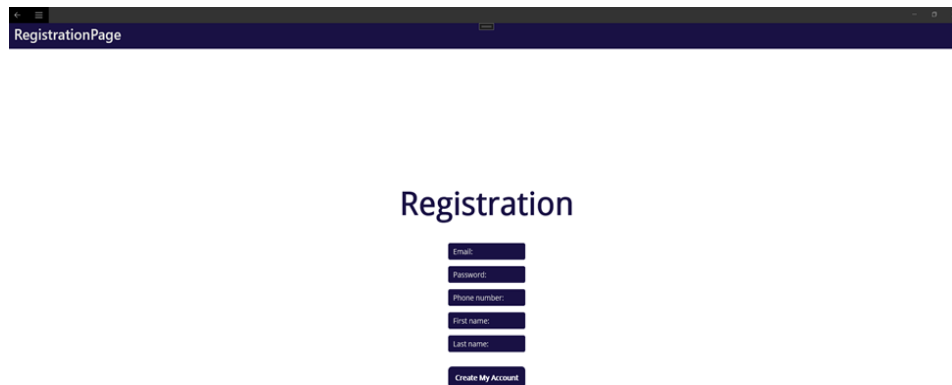 RegistrationPage
Registration
Email:
Password:
Phone number:
First name:
Last name:
Create My Account